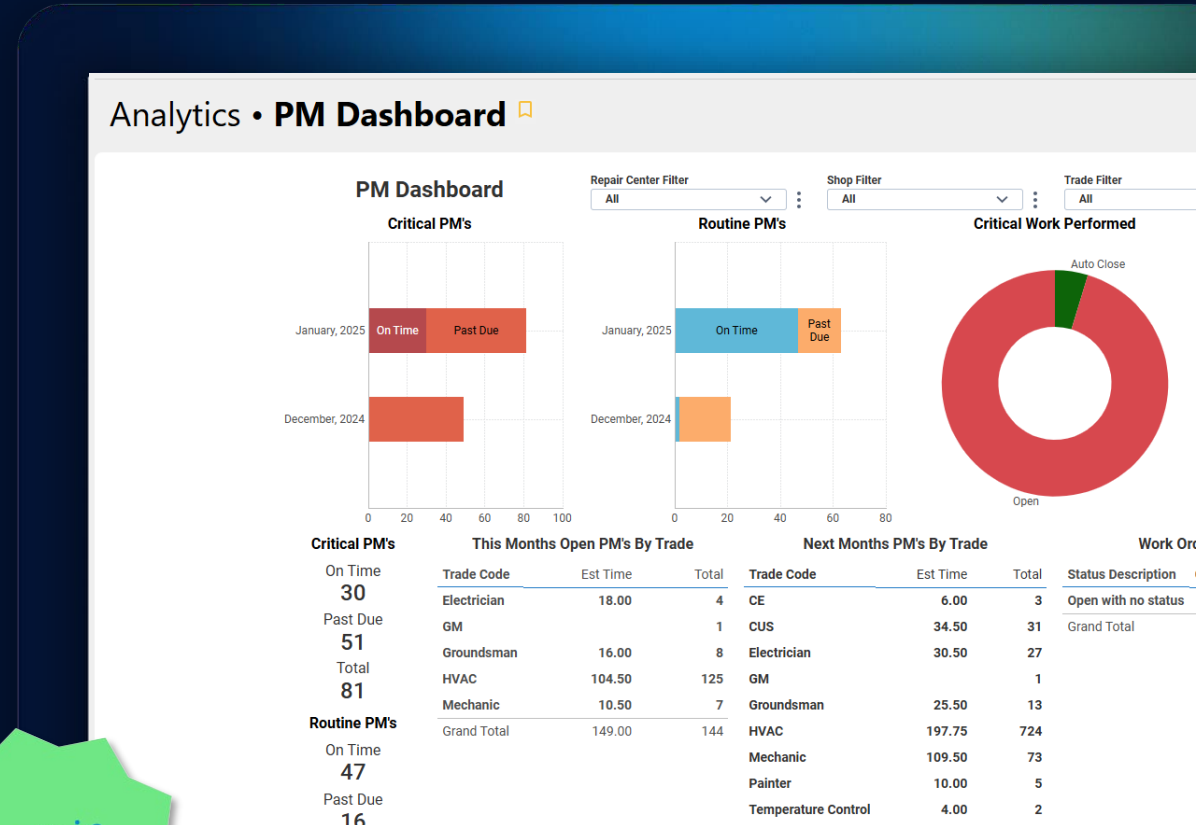 Analytics • PM Dashboard
PM Dashboard
Repair Center Filter
All
Shop Filter
All
Trade Filter
All
Critical PM's
January, 2025
On Time
Past Due
December, 2024
0 20 40 60 80 100
Routine PM's
January, 2025
On Time
Past
Due
December, 2024
0 20 40 60 80
Critical Work Performed
Auto Close
Open
Critical PM's
On Time
30
Past Due
51
Total
81
Routine PM's
On Time
47
Past Due
16
This Months Open PM's By Trade
Trade Code Est Time Total
Electrician 18.00 4
GM 1
Groundsman 16.00 8
HVAC 104.50 125
Mechanic 10.50 7
Grand Total 149.00 144
Next Months PM's By Trade
Trade Code Est Time Total
CE 6.00 3
CUS 34.50 31
Electrician 30.50 27
GM 1
Groundsman 25.50 13
HVAC 197.75 724
Mechanic 109.50 73
Painter 10.00 5
Temperature Control 4.00 2
Work
Status Description
Open with no status
Grand Total